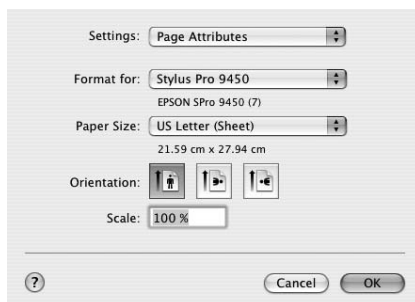 Settings: Page Attributes
Format for: Stylus Pro 9450
EPSON SPro 9450 (7)
Paper Size: US Letter (Sheet)
21.59 cm x 27.94 cm
Orientation:
Scale: 100 %
? Cancel OK